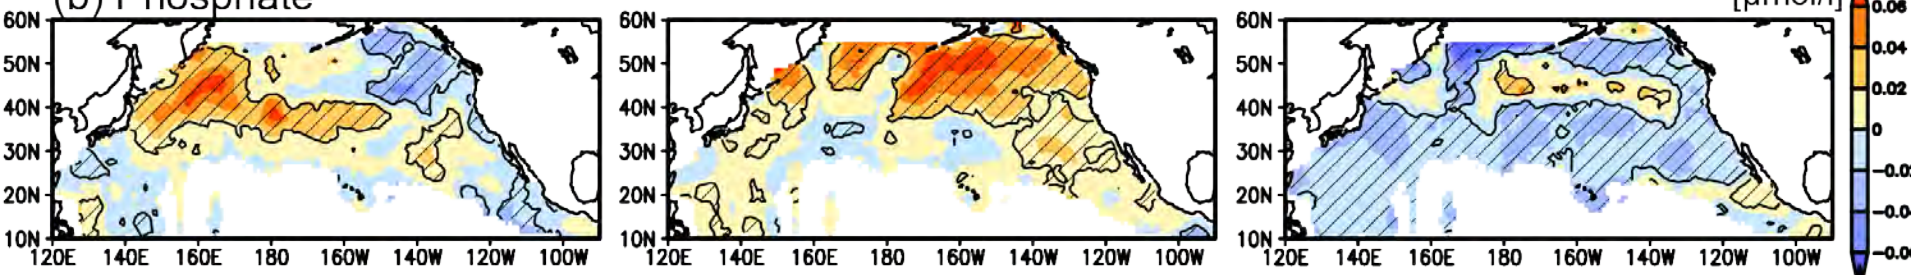 (b) Phosphate
[μmol/l]
60N 60N 60N 0.06
50N 50N 50N 0.04
40N 40N 40N 0.02
30N 30N 30N 0
20N 20N 20N
10N 10N 10N
120E 140E 160E 180 160W 140W 120W 100W 120E 140E 160E 180 160W 140W 120W 100W 120E 140E 160E 180 160W 140W 120W 100W